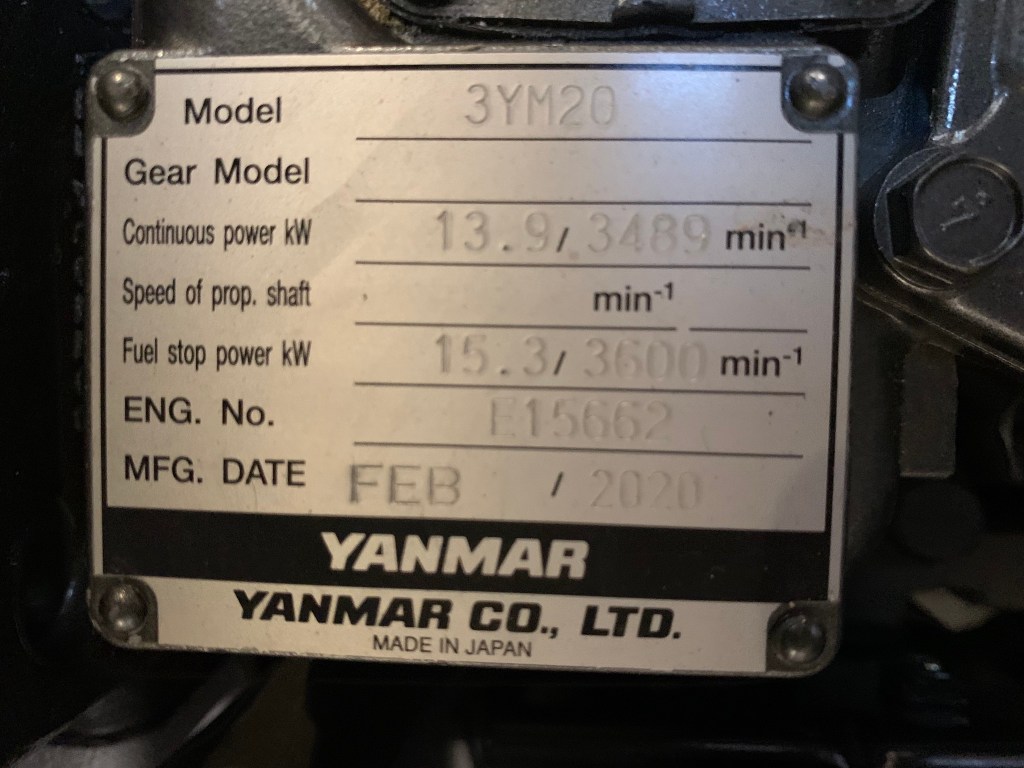 Model 3YM20
Gear Model
Continuous power kW 13.9/ 3489 min-1
Speed of prop. shaft min-1
Fuel stop power kW 15.3/ 3600 min-1
ENG. No. E15662
MFG. DATE FEB / 2020
YANMAR
YANMAR CO., LTD.
MADE IN JAPAN
7